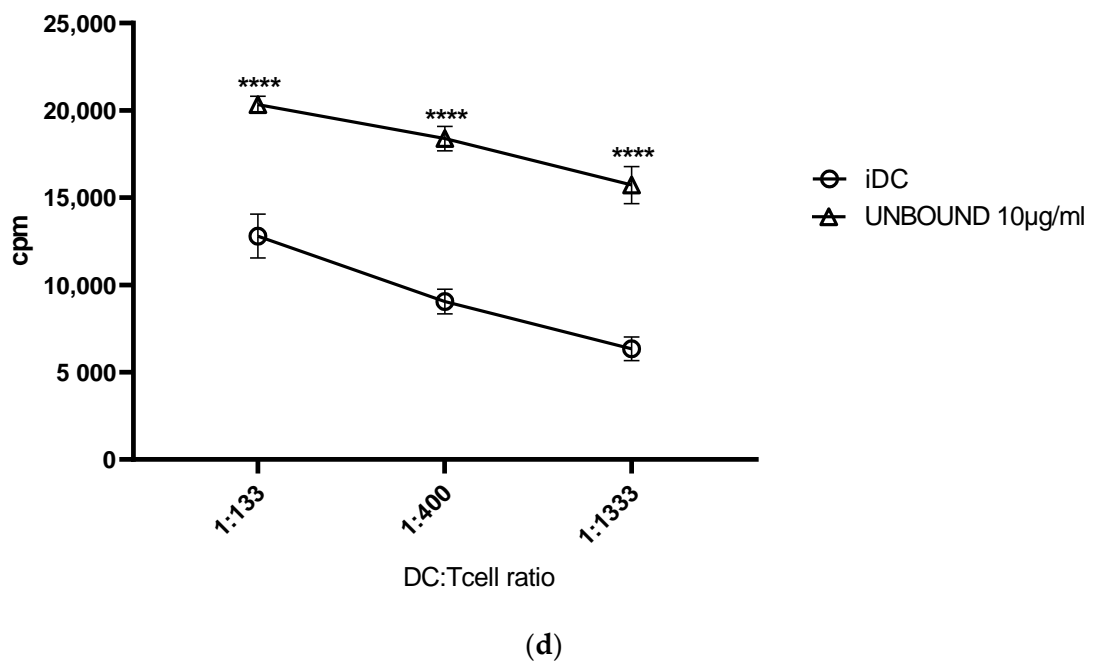 25,000
20,000
15,000
10,000
5 000
0
cpm
****
****
****
1:133
1:400
1:1333
DC:Tcell ratio
iDC
UNBOUND 10µg/ml
(d)